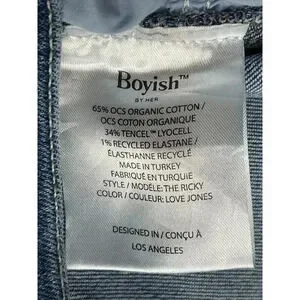 Boyish™
BY HER
65% OCS ORGANIC COTTON /
OCS COTON ORGANIQUE
34% TENCEL™ LYOCELL
1% RECYCLED ELASTANE /
ÉLASTHANNE RECYCLÉ
MADE IN TURKEY
FABRIQUÉ EN TURQUIE
STYLE / MODÈLE: THE RICKY
COLOR / COULEUR: LOVE JONES
DESIGNED IN / CONÇU À
LOS ANGELES